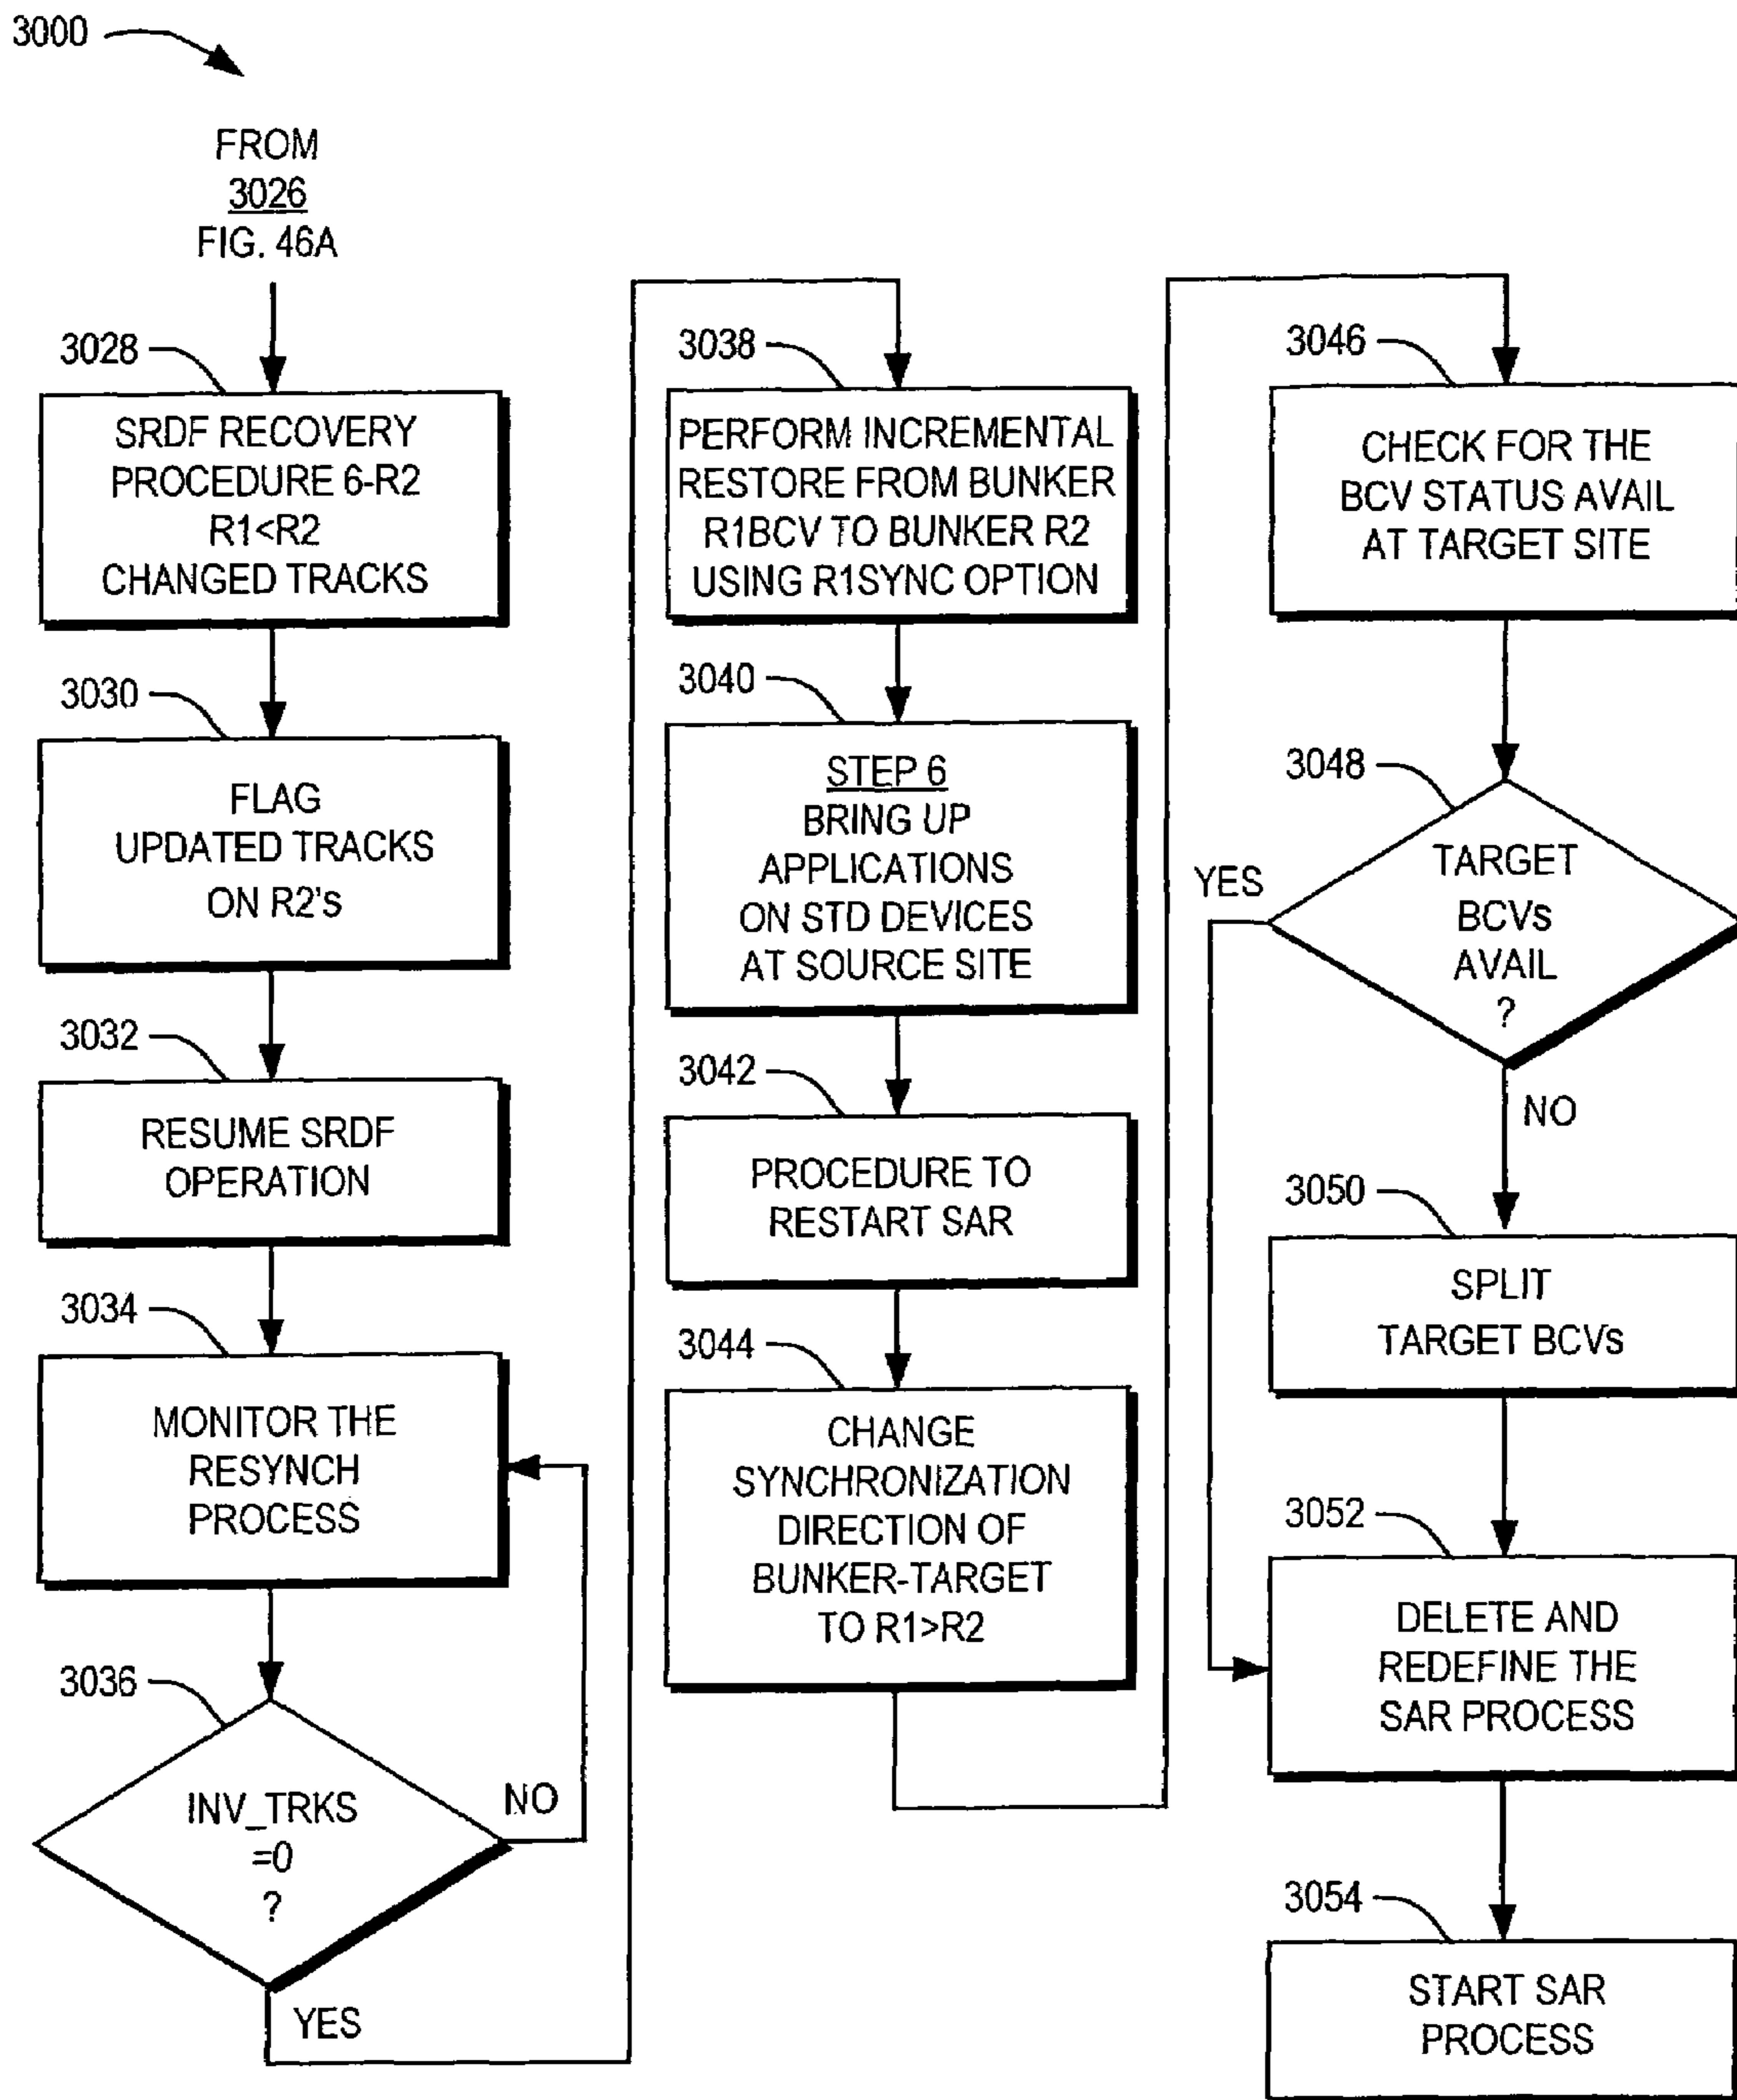 3000
FROM
3026
FIG. 46A
3028
SRDF RECOVERY
PROCEDURE 6-R2
R1<R2
CHANGED TRACKS
3030
FLAG
UPDATED TRACKS
ON R2's
3032
RESUME SRDF
OPERATION
3034
MONITOR THE
RESYNCH
PROCESS
3036
INV_TRKS
=0
?
NO
YES
3038
PERFORM INCREMENTAL
RESTORE FROM BUNKER
R1BCV TO BUNKER R2
USING R1SYNC OPTION
3040
STEP 6
BRING UP
APPLICATIONS
ON STD DEVICES
AT SOURCE SITE
3042
PROCEDURE TO
RESTART SAR
3044
CHANGE
SYNCHRONIZATION
DIRECTION OF
BUNKER-TARGET
TO R1>R2
3046
CHECK FOR THE
BCV STATUS AVAIL
AT TARGET SITE
3048
TARGET
BCVs
AVAIL
?
YES
NO
3050
SPLIT
TARGET BCVs
3052
DELETE AND
REDEFINE THE
SAR PROCESS
3054
START SAR
PROCESS